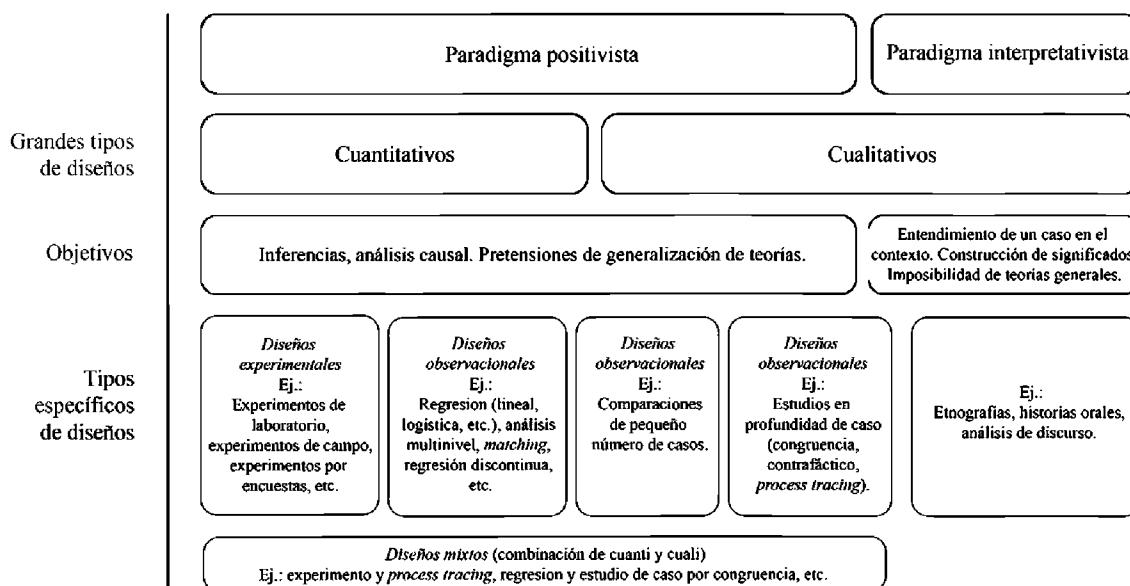 Paradigma positivista
Paradigma interpretativista
Grandes tipos
de diseños
Cuantitativos
Cualitativos
Objetivos
Inferencias, análisis causal. Pretensiones de generalización de teorías.
Entendimiento de un caso en el
contexto. Construcción de significados
Imposibilidad de teorías generales.
Tipos
específicos
de diseños
Diseños
experimentales
Ej.:
Experimentos de
laboratorio,
experimentos de campo,
experimentos por
encuestas, etc.
Diseños
observacionales
Ej.:
Regresion (lineal,
logística, etc.), análisis
multinivel, matching,
regresión discontinua,
etc.
Diseños
observacionales
Ej.:
Comparaciones
de pequeño
número de casos.
Diseños
observacionales
Ej.:
Estudios en
profundidad de caso
(congruencia,
contrafáctico,
process tracing).
Ej.:
Etnografías, historias orales,
análisis de discurso.
Diseños mixtos (combinación de cuanti y cuali)
Ej.: experimento y process tracing, regresion y estudio de caso por congruencia, etc.